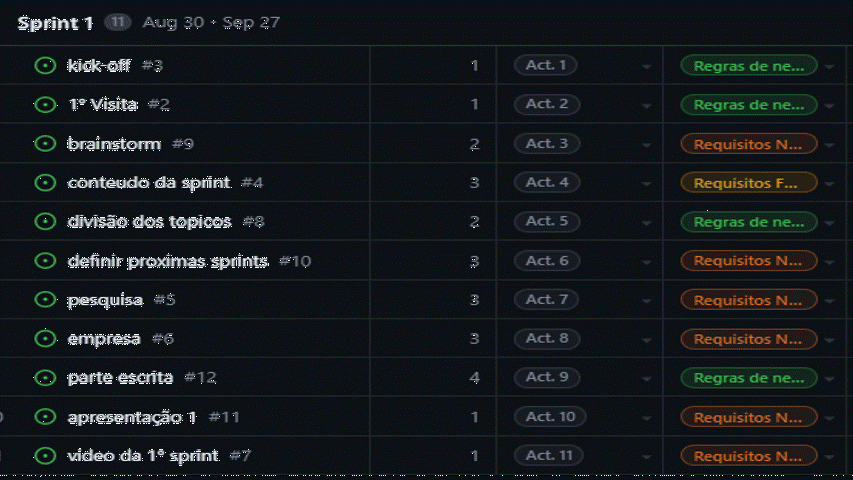 Sprint 1 11 Aug 30 - Sep 27
kick-off #3 1 Act. 1 Regras de ne...
1º Visita #2 1 Act. 2 Regras de ne...
brainstorm #9 2 Act. 3 Requisitos N...
conteudo da sprint #4 3 Act. 4 Requisitos F...
divisão dos topicos #8 2 Act. 5 Regras de ne...
definir proximas sprints #10 3 Act. 6 Requisitos N...
pesquisa #5 3 Act. 7 Requisitos N...
empresa #6 3 Act. 8 Requisitos N...
parte escrita #12 4 Act. 9 Regras de ne...
apresentação 1 #11 1 Act. 10 Requisitos N...
video da 1ª sprint #7 1 Act. 11 Requisitos N...